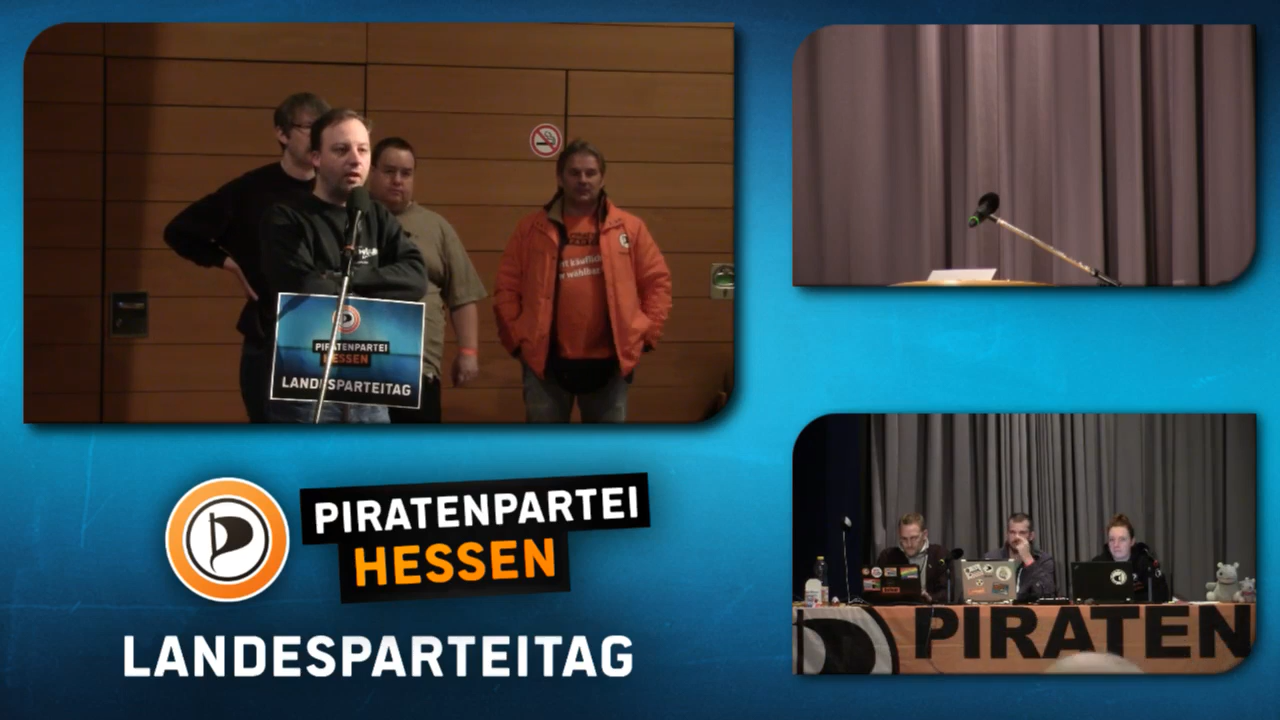 PIRATENPARTEI
HESSEN
LANDESPARTEITAG
PIRATENPARTEI
HESSEN
LANDESPARTEITAG
PIRATEN